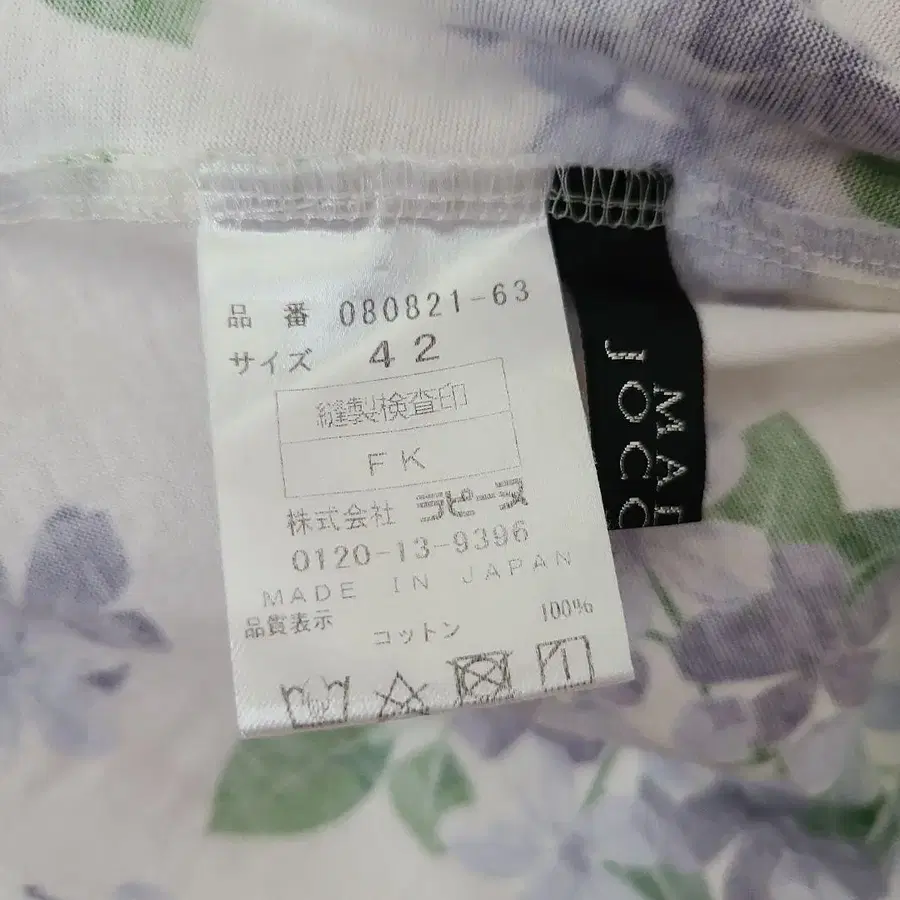 品 番 080821-63
サイズ 42
縫製検査印
FK
株式会社 ラピーヌ
0120-13-9396
MADE IN JAPAN
品質表示
コットン 100%
MA
JOCO